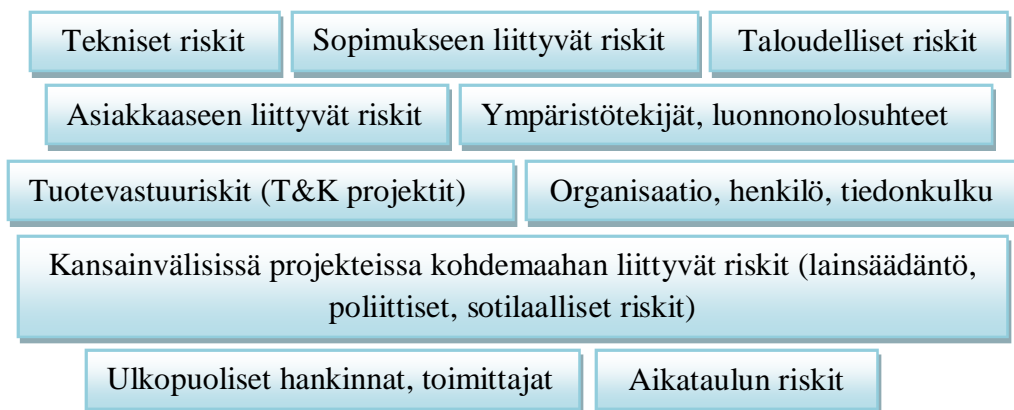 Tekniset riskit
Sopimukseen liittyvät riskit
Taloudelliset riskit
Asiakkaaseen liittyvät riskit
Ympäristötekijät, luonnonolosuhteet
Tuotevastuuriskit (T&K projektit)
Organisaatio, henkilö, tiedonkulku
Kansainvälisissä projekteissa kohdemaahan liittyvät riskit (lainsäädäntö,
poliittiset, sotilaalliset riskit)
Ulkopuoliset hankinnat, toimittajat
Aikataulun riskit